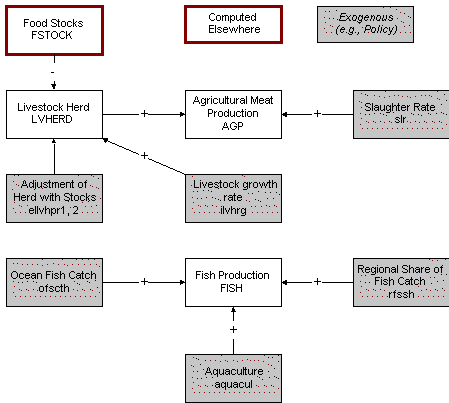 Food Stocks
FSTOCK
Computed
Elsewhere
Exogenous
(e.g., Policy)
-
Livestock Herd
LVHERD
+
Agricultural Meat
Production
AGP
+
Slaughter Rate
slr
+
Adjustment of
Herd with Stocks
ellvhpr1, 2
Livestock growth
rate
ilvhrg
Ocean Fish Catch
ofscth
+
Fish Production
FISH
+
Regional Share of
Fish Catch
rfssh
+
Aquaculture
aquacul